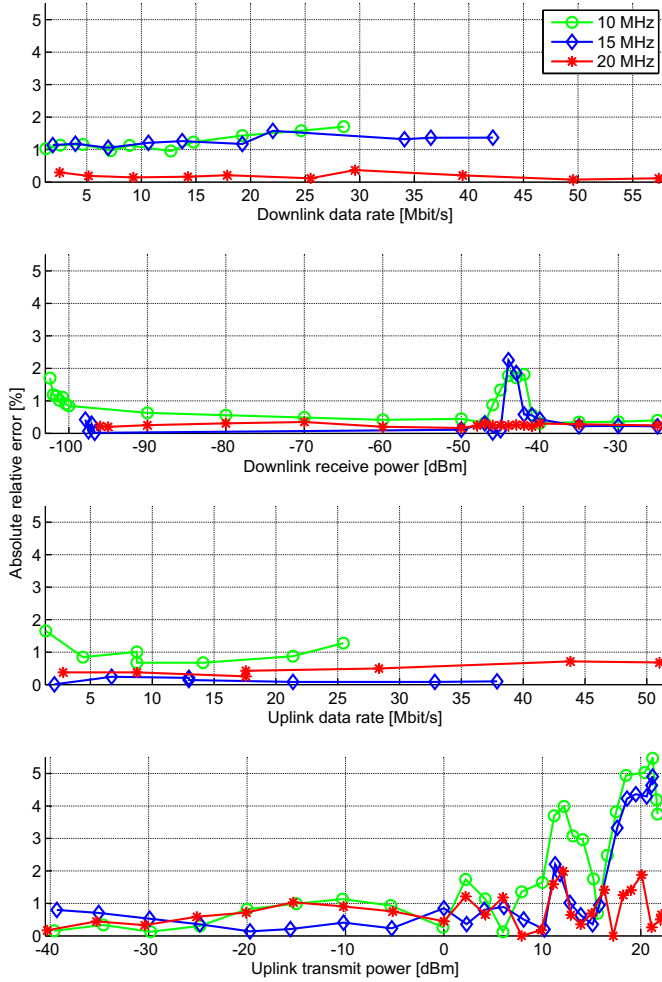 10 MHz
15 MHz
20 MHz
5
4
3
2
1
0
5 10 15 20 25 30 35 40 45 50 55
Downlink data rate [Mbit/s]
5
4
3
2
1
0
-100 -90 -80 -70 -60 -50 -40 -30
Downlink receive power [dBm]
Absolute relative error [%]
5
4
3
2
1
0
5 10 15 20 25 30 35 40 45 50
Uplink data rate [Mbit/s]
5
4
3
2
1
0
-40 -30 -20 -10 0 10 20
Uplink transmit power [dBm]